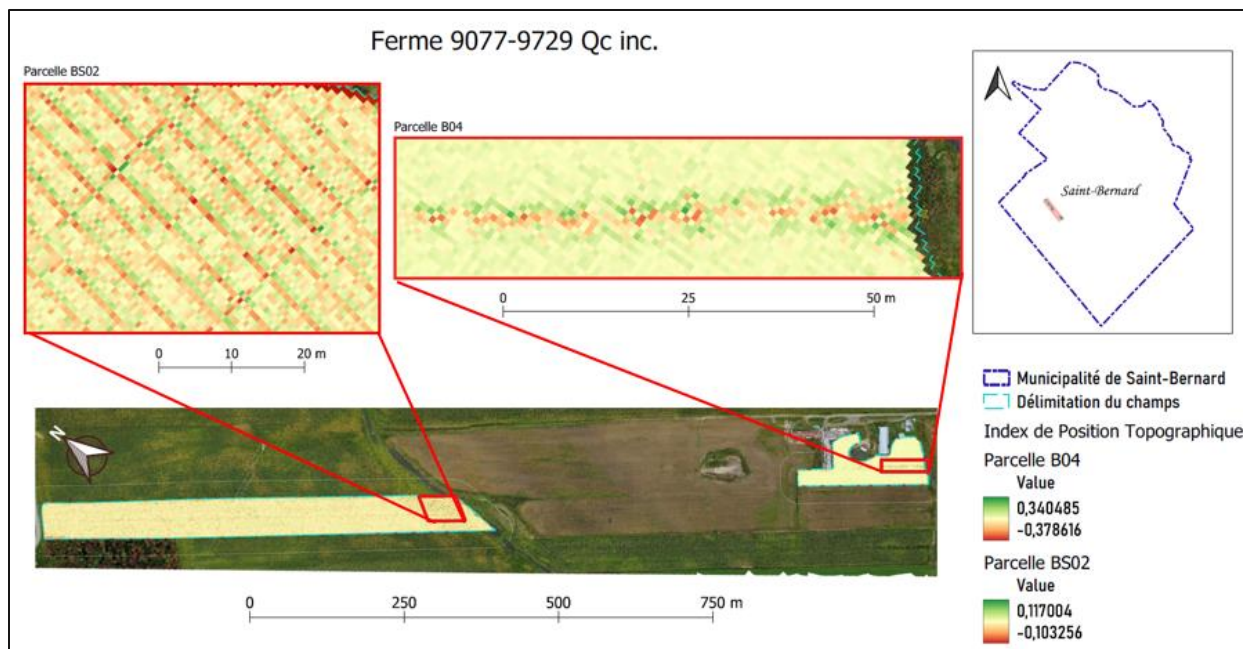 Ferme 9077-9729 Qc inc.
Parcelle BS02
Parcelle B04
Saint-Bernard
0 25 50 m
0 10 20 m
Municipalité de Saint-Bernard
Délimitation du champs
Index de Position Topographique
Parcelle B04
Value
0,340485
-0,378616
Parcelle BS02
Value
0,117004
-0,103256
N
0 250 500 750 m